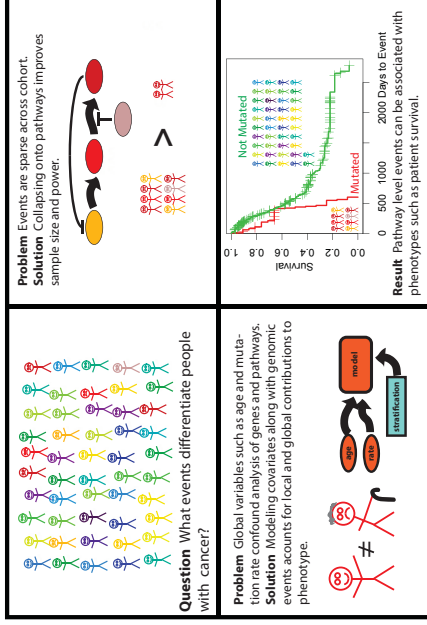 Question What events differentiate people
with cancer?
Problem Events are sparse across cohort.
Solution Collapsing onto pathways improves
sample size and power.
<
Problem Global variables such as age and muta-
tion rate confound analysis of genes and pathways.
Solution Modeling covariates along with genomic
events accounts for local and global contributions to
phenotype.
≠
age
rate
model
stratification
Survival
1.0
0.8
0.6
0.4
0.2
0.0
Not Mutated
Mutated
0 500 1000 2000 Days to Event
Result Pathway level events can be associated with
phenotypes such as patient survival.